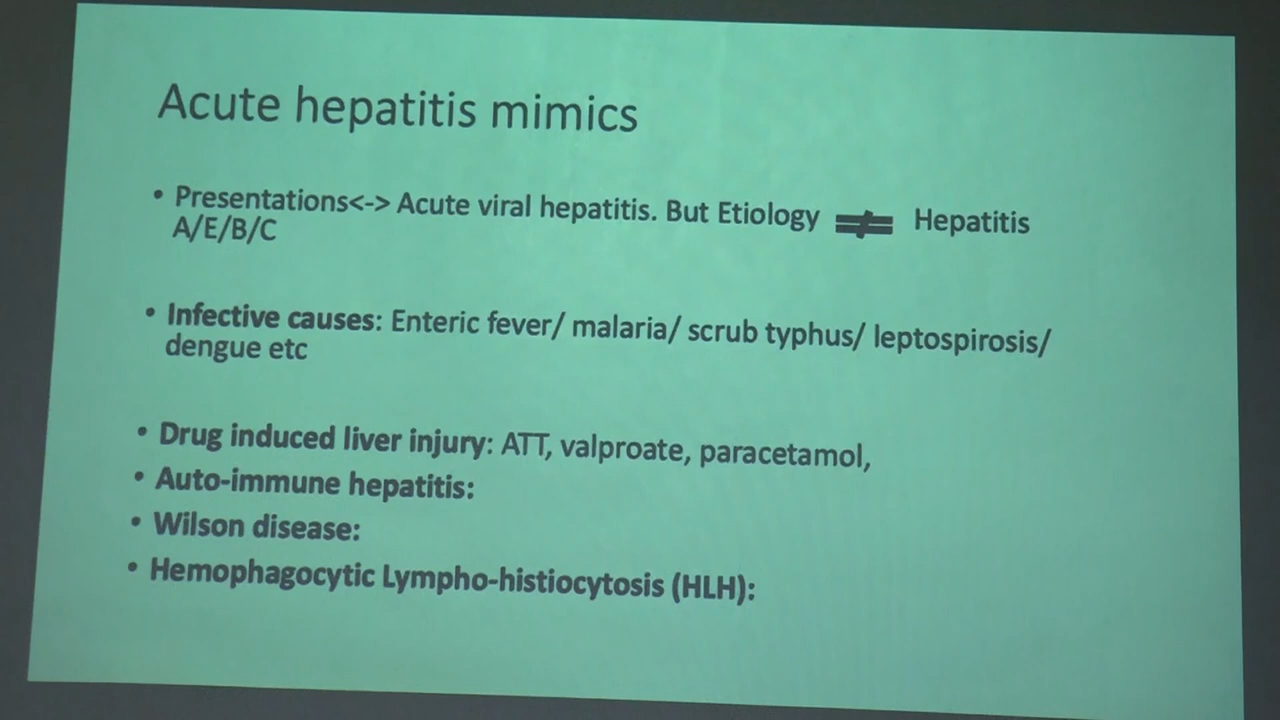 Acute hepatitis mimics
• Presentations<-> Acute viral hepatitis. But Etiology ≠ Hepatitis
A/E/B/C
• Infective causes: Enteric fever/ malaria/ scrub typhus/ leptospirosis/
dengue etc
• Drug induced liver injury: ATT, valproate, paracetamol,
• Auto-immune hepatitis:
• Wilson disease:
• Hemophagocytic Lympho-histiocytosis (HLH):